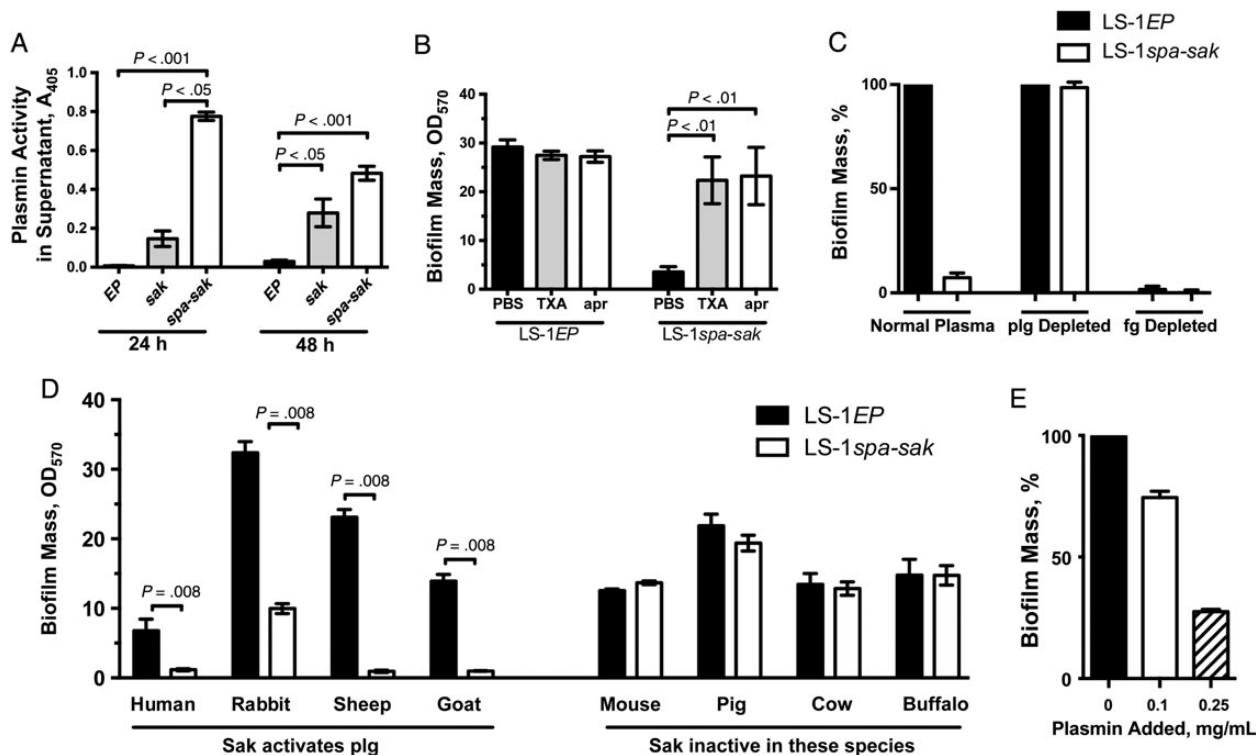 A
Plasmin Activity
in Supernatant, A405
P < .001
P < .05
P < .001
P < .05
1.0
0.8
0.6
0.4
0.2
0.0
EP
sak
spa-sak
EP
sak
spa-sak
24 h
48 h
B
Biofilm Mass, OD570
P < .01
P < .01
40
30
20
10
0
PBS TXA apr
PBS TXA apr
LS-1EP
LS-1spa-sak
C
LS-1EP
LS-1spa-sak
Biofilm Mass, %
100
50
0
Normal Plasma
plg Depleted
fg Depleted
D
Biofilm Mass, OD570
40
30
20
10
0
P = .008
P = .008
P = .008
P = .008
LS-1EP
LS-1spa-sak
Human Rabbit Sheep Goat
Mouse Pig Cow Buffalo
Sak activates plg
Sak inactive in these species
E
Biofilm Mass, %
100
50
0
0 0.1 0.25
Plasmin Added, mg/mL